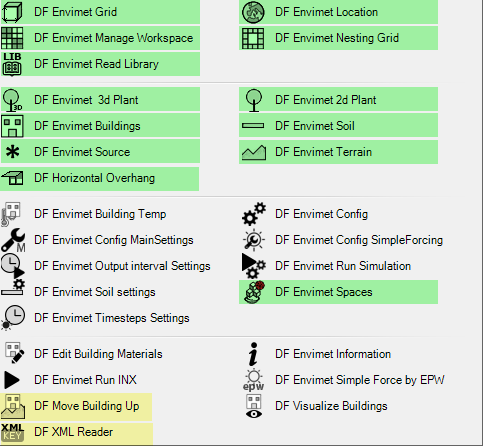 DF Envimet Grid
DF Envimet Location
DF Envimet Manage Workspace
DF Envimet Nesting Grid
LIB
DF Envimet Read Library
3D
DF Envimet 3d Plant
DF Envimet 2d Plant
DF Envimet Buildings
DF Envimet Soil
DF Envimet Source
DF Envimet Terrain
DF Horizontal Overhang
DF Envimet Building Temp
DF Envimet Config
M
DF Envimet Config MainSettings
DF Envimet Config SimpleForcing
DF Envimet Output interval Settings
DF Envimet Run Simulation
DF Envimet Soil settings
DF Envimet Spaces
DF Envimet Timesteps Settings
DF Edit Building Materials
DF Envimet Information
DF Envimet Run INX
epw
DF Envimet Simple Force by EPW
DF Move Building Up
DF Visualize Buildings
XML
KEY
DF XML Reader